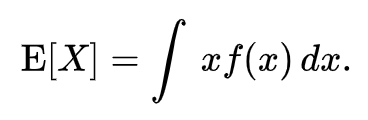 E[X] = ∫ xf(x) dx.